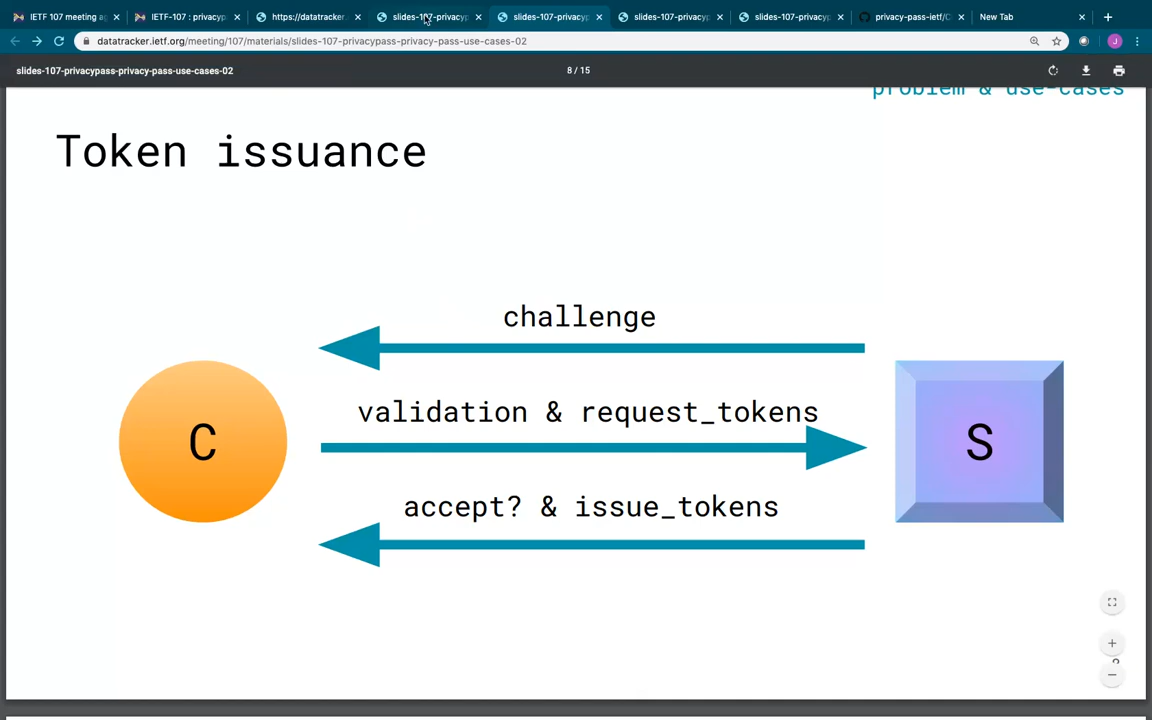 IETF 107 meeting ag
IETF-107 : privacyp
https://datatracker.
slides-107-privacyp
slides-107-privacyp
slides-107-privacyp
slides-107-privacyp
privacy-pass-ietf/C
New Tab
datatracker.ietf.org/meeting/107/materials/slides-107-privacypass-privacy-pass-use-cases-02
J
slides-107-privacypass-privacy-pass-use-cases-02
8 / 15
problem & use-cases
Token issuance
challenge
validation & request_tokens
accept? & issue_tokens
C
S